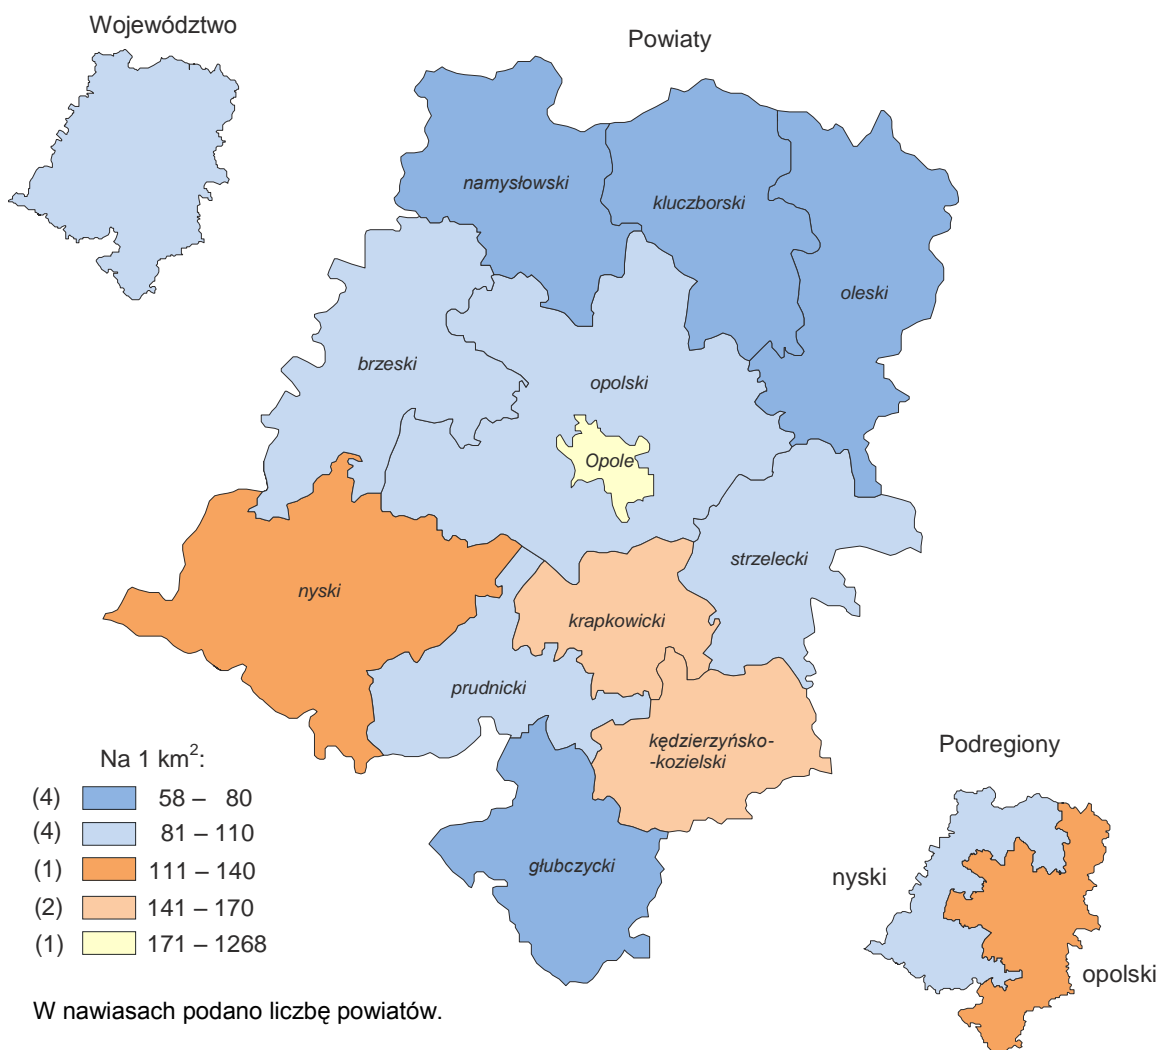 Województwo
Powiaty
namysłowski
kluczborski
oleski
brzeski
opolski
Opole
strzelecki
nyski
krapkowicki
prudnicki
kędzierzyńsko-
-kozielski
głubczycki
Na 1 km²:
(4) 58 – 80
(4) 81 – 110
(1) 111 – 140
(2) 141 – 170
(1) 171 – 1268
W nawiasach podano liczbę powiatów.
Podregiony
nyski
opolski